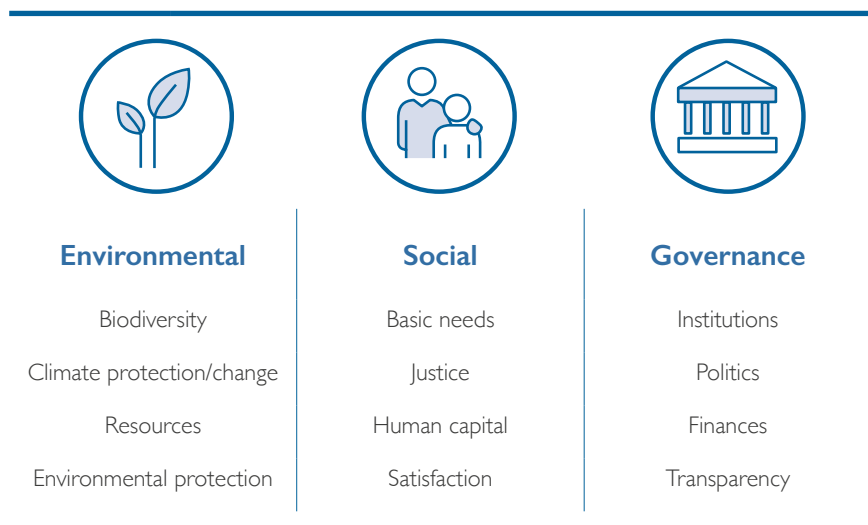 Environmental
Biodiversity
Climate protection/change
Resources
Environmental protection
Social
Basic needs
Justice
Human capital
Satisfaction
Governance
Institutions
Politics
Finances
Transparency